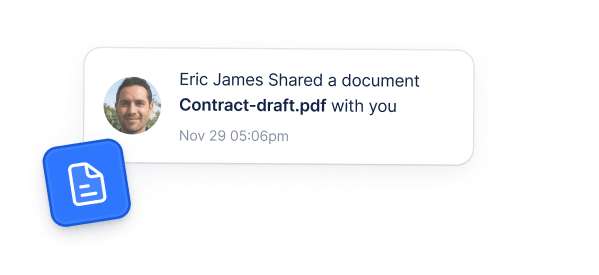 Eric James Shared a document
Contract-draft.pdf with you
Nov 29 05:06pm